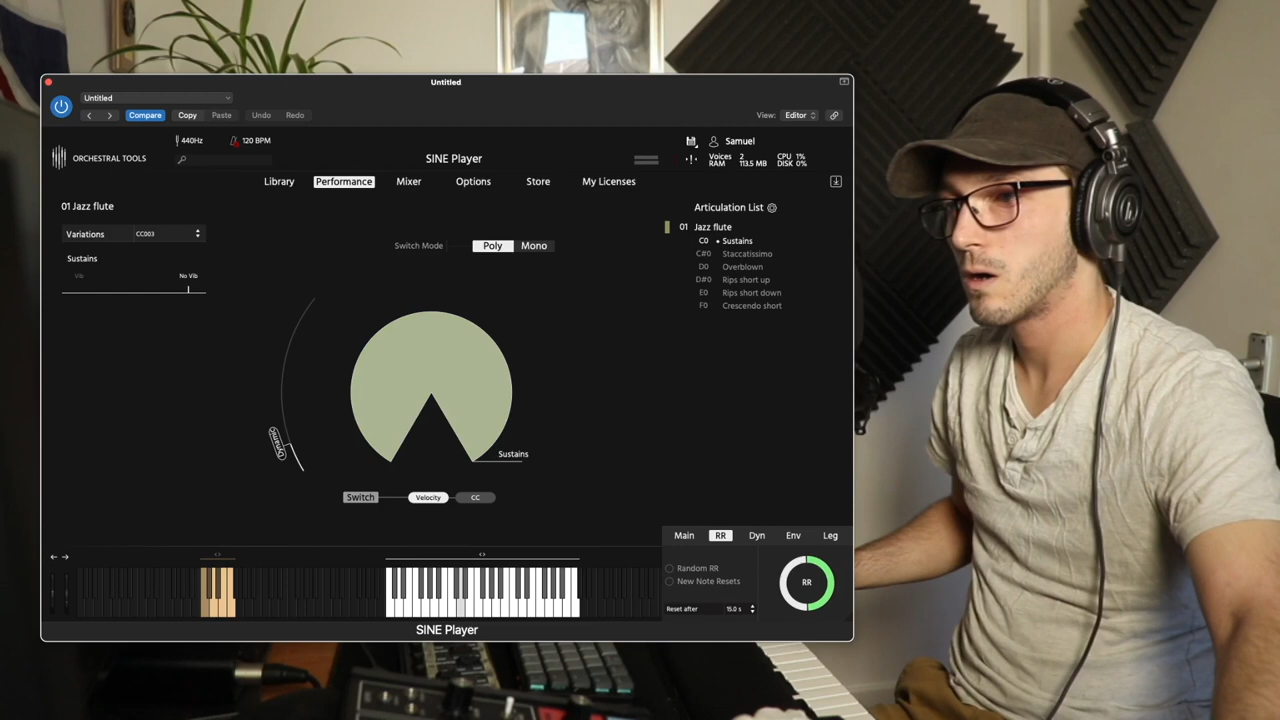 Untitled
Untitled
Compare Copy Paste Undo Redo View: Editor
440Hz 120 BPM Samuel
ORCHESTRAL TOOLS SINE Player Voices 2 CPU 1%
RAM 113.5 MB DISK 0%
Library Performance Mixer Options Store My Licenses
01 Jazz flute Articulation List
Variations CC003 Switch Mode Poly Mono
01 Jazz flute
C0 Sustains
C#0 Staccatissimo
D0 Overblown
D#0 Rips short up
E0 Rips short down
F0 Crescendo short
Sustains
Vib No Vib
Dynamic
Sustains
Switch Velocity CC
Main RR Dyn Env Leg
Random RR
New Note Resets
RR
Reset after 15.0 s
SINE Player